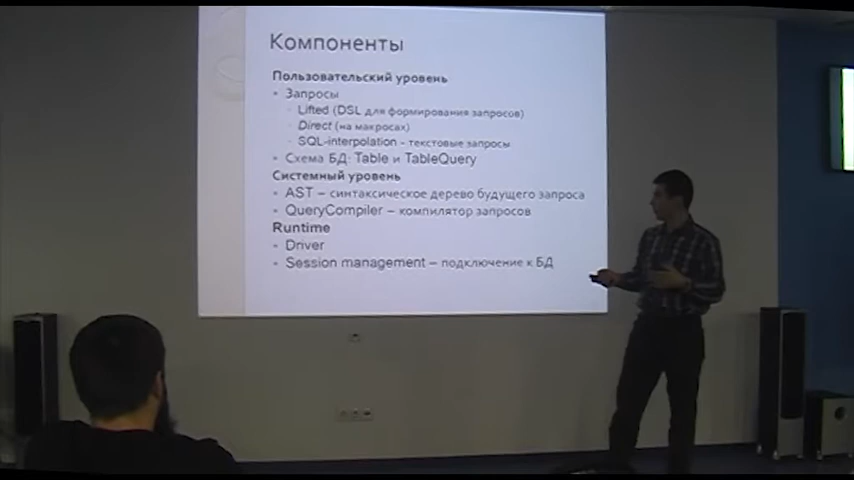 Компоненты
Пользовательский уровень
Запросы
Lifted (DSL для формирования запросов)
Direct (на макросах)
SQL-interpolation - текстовые запросы
Схема БД: Table и TableQuery
Системный уровень
AST – синтаксическое дерево будущего запроса
QueryCompiler – компилятор запросов
Runtime
Driver
Session management – подключение к БД